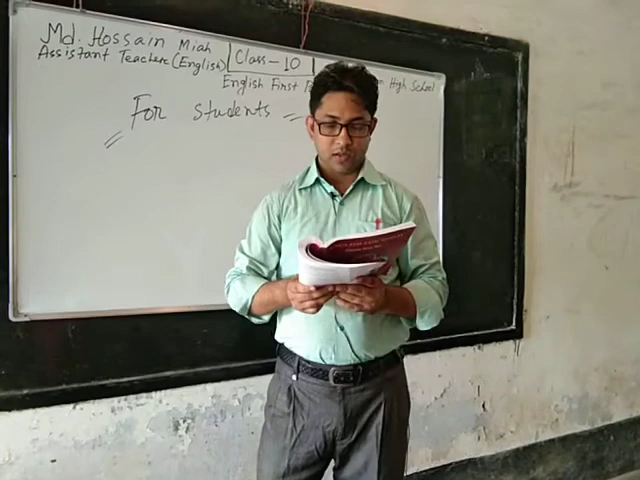 Md. Hossain Miah
Assistant Teacher (English) Class - 10
English First High School
For Students